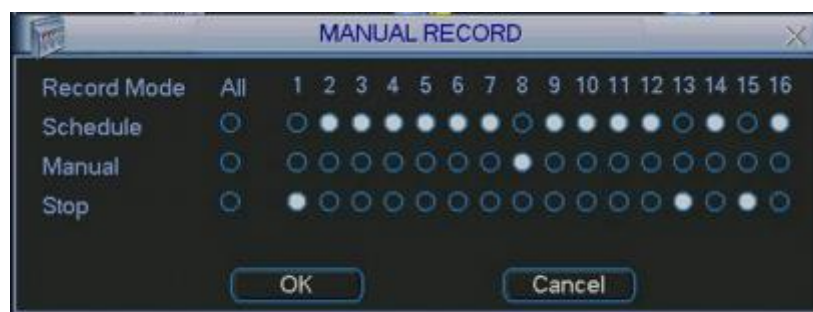 MANUAL RECORD
Record Mode All 1 2 3 4 5 6 7 8 9 10 11 12 13 14 15 16
Schedule
Manual
Stop
OK Cancel